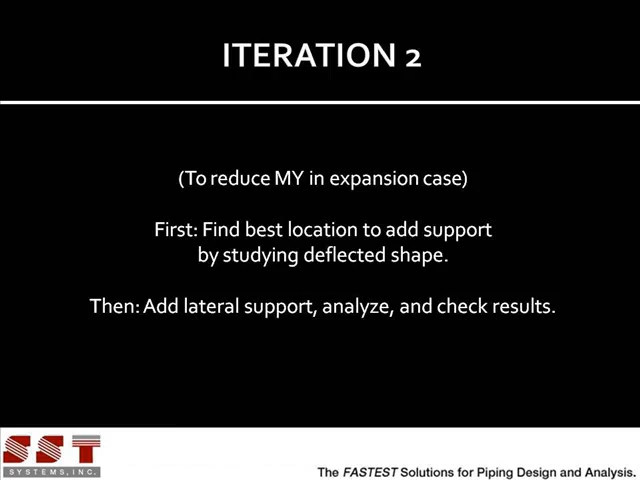 ITERATION 2
(To reduce MY in expansion case)
First: Find best location to add support
by studying deflected shape.
Then: Add lateral support, analyze, and check results.
SST
SYSTEMS, INC.
The FASTEST Solutions for Piping Design and Analysis.